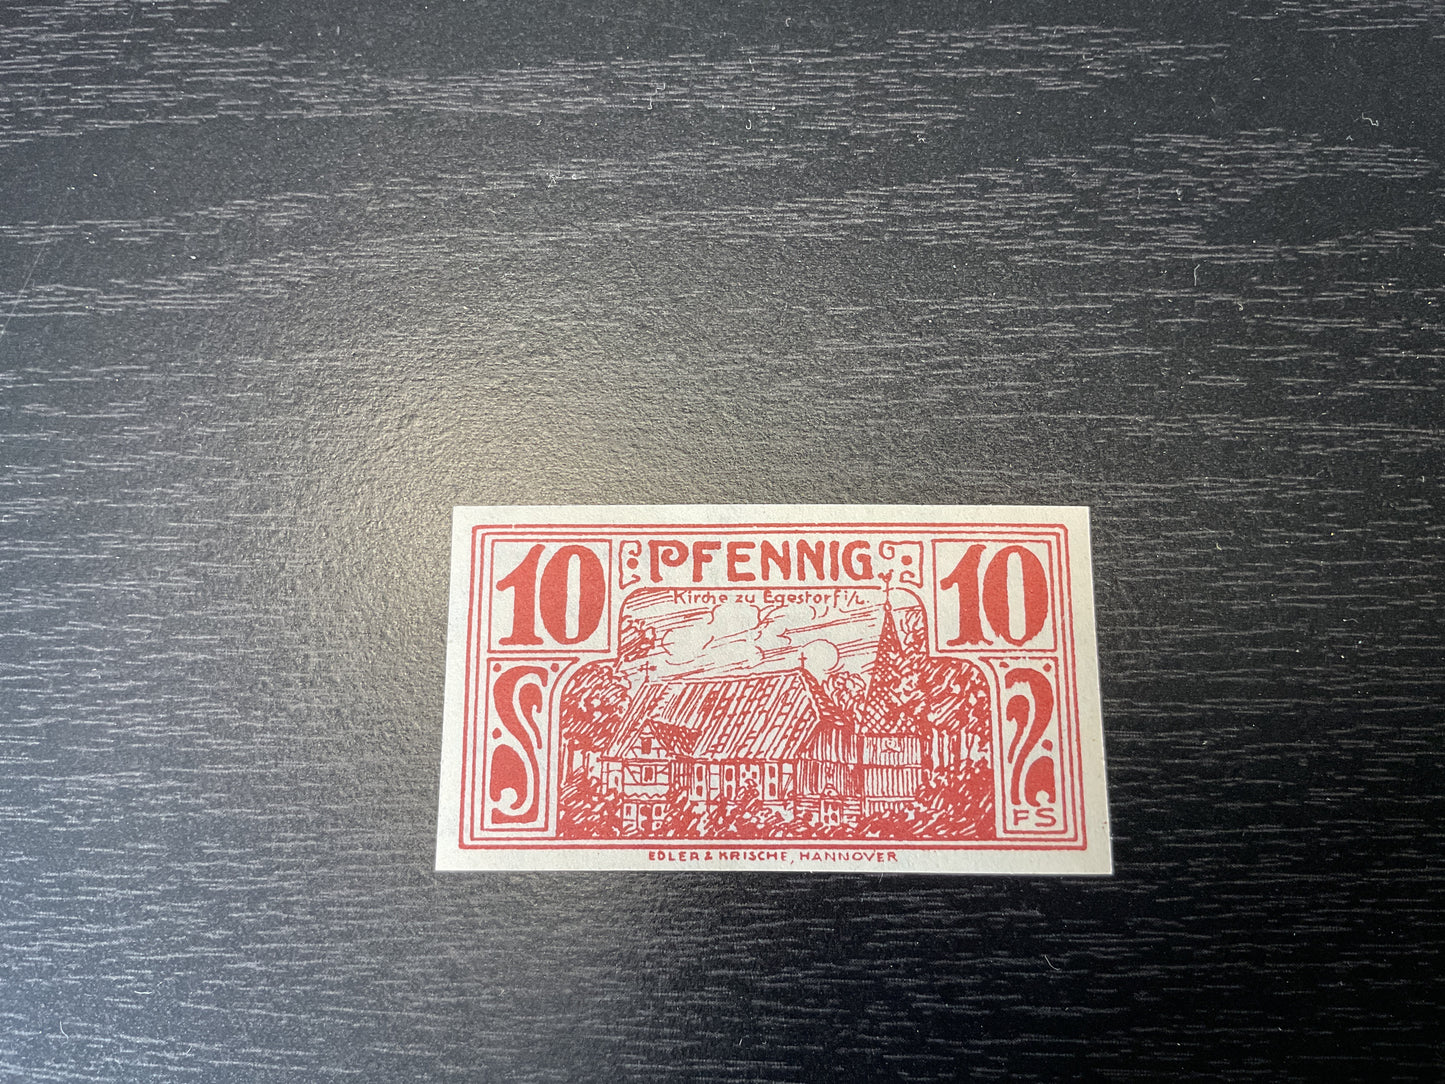 10 PFENNIG 10
Kirche zu Egestorf i/L.
FS
EDLER & KRISCHE, HANNOVER